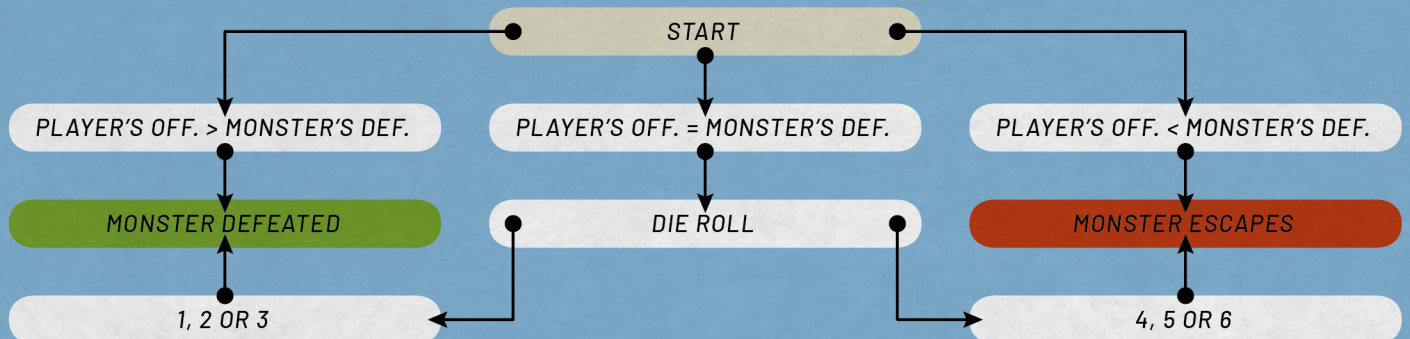 START
PLAYER'S OFF. > MONSTER'S DEF.
PLAYER'S OFF. = MONSTER'S DEF.
PLAYER'S OFF. < MONSTER'S DEF.
MONSTER DEFEATED
DIE ROLL
MONSTER ESCAPES
1, 2 OR 3
4, 5 OR 6